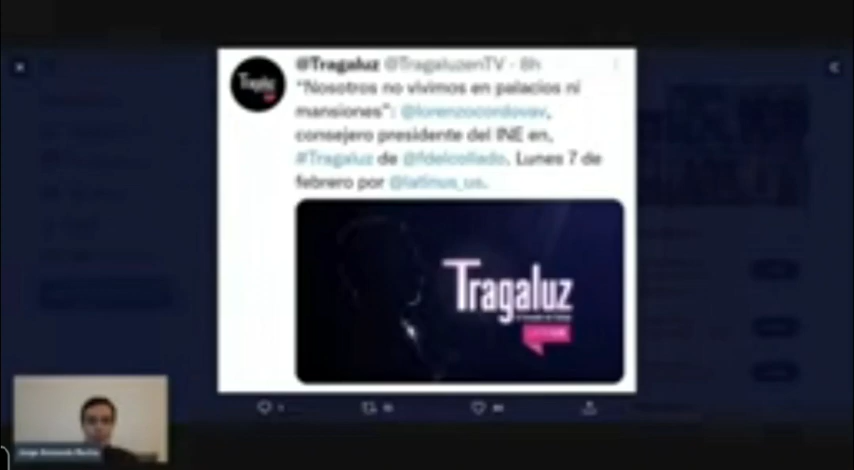 @Tragaluz @TragaluzenTV · 8h
"Nosotros no vivimos en palacios ni
mansiones": @lorenzocordovav,
consejero presidente del INE en,
#Tragaluz de @fdelcollado. Lunes 7 de
febrero por @latinus_us.
Tragaluz
Tragaluz